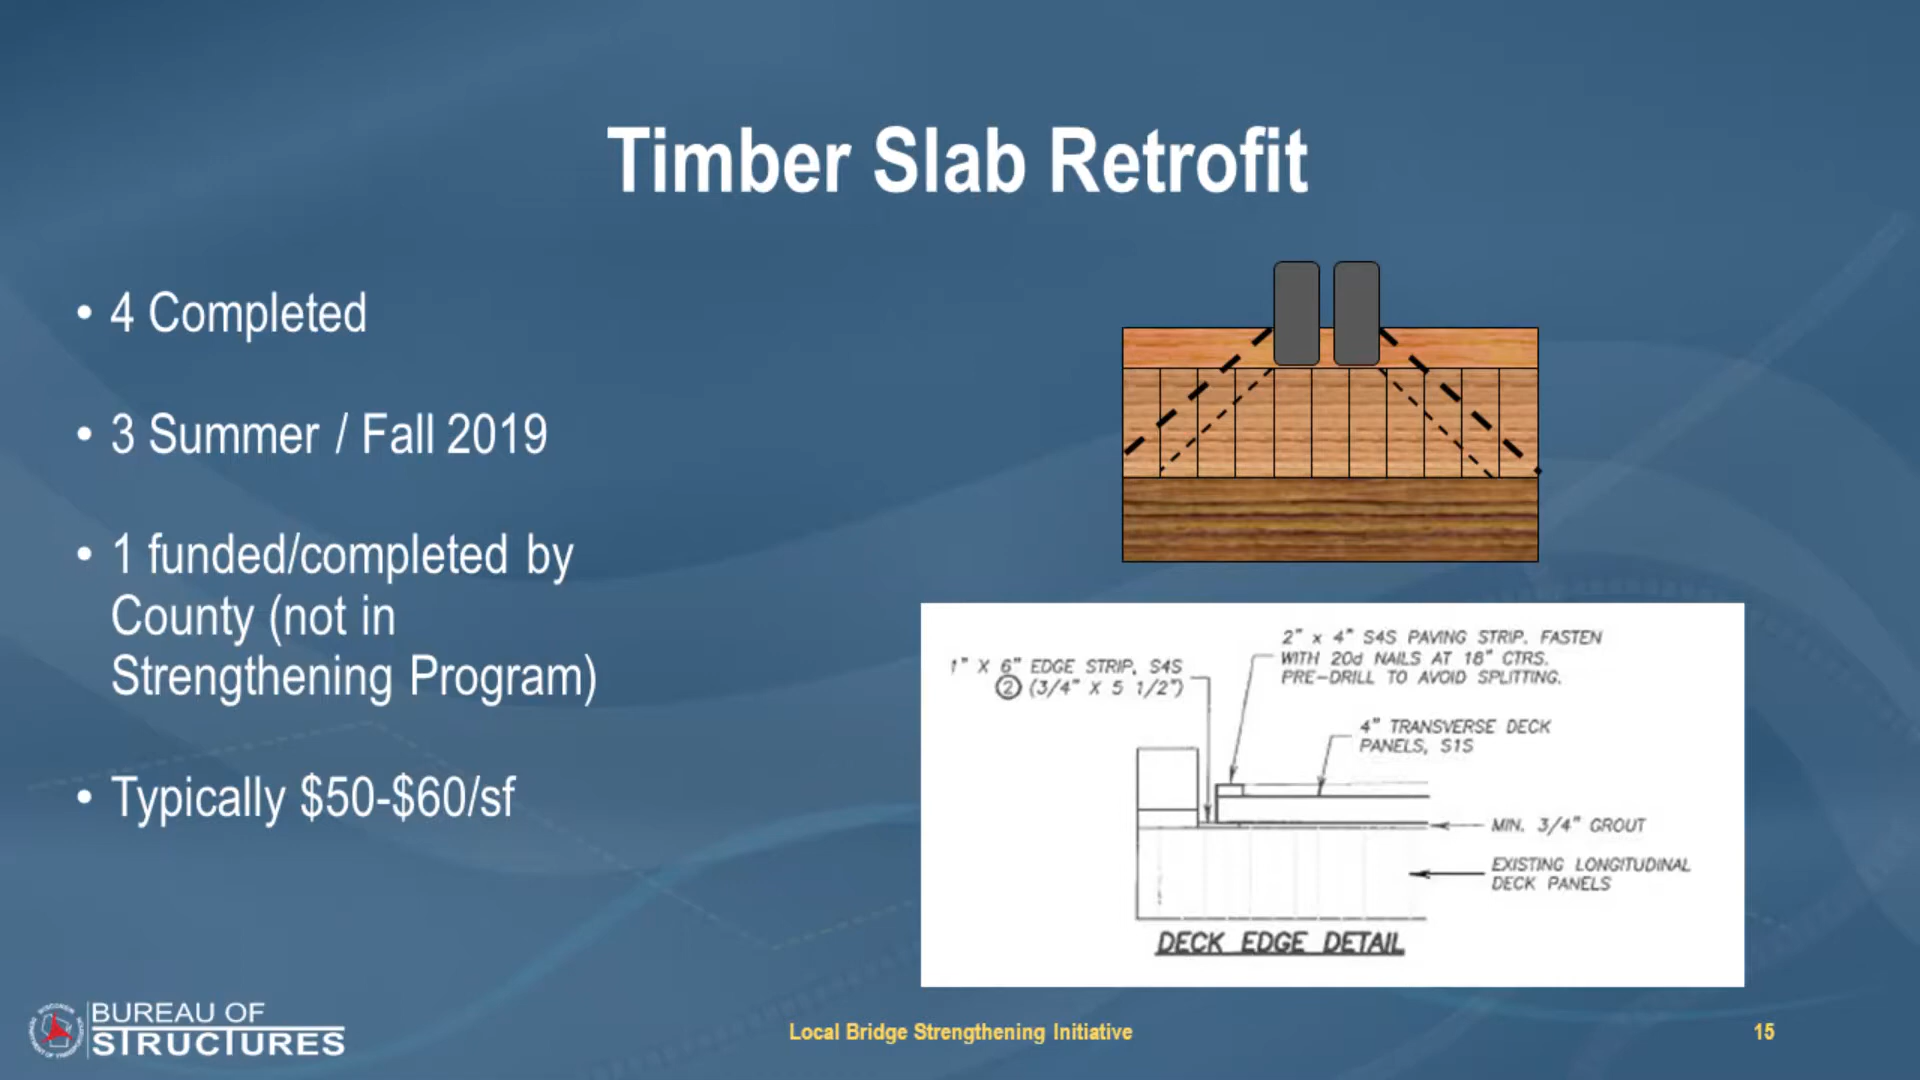 Timber Slab Retrofit
• 4 Completed
• 3 Summer / Fall 2019
• 1 funded/completed by
County (not in
Strengthening Program)
• Typically $50-$60/sf
2" x 4" S4S PAVING STRIP. FASTEN
WITH 20d NAILS AT 18" CTRS.
PRE-DRILL TO AVOID SPLITTING.
1" X 6" EDGE STRIP, S4S
② (3/4" X 5 1/2")
4" TRANSVERSE DECK
PANELS, S1S
MIN. 3/4" GROUT
EXISTING LONGITUDINAL
DECK PANELS
DECK EDGE DETAIL
BUREAU OF
STRUCTURES
Local Bridge Strengthening Initiative
15